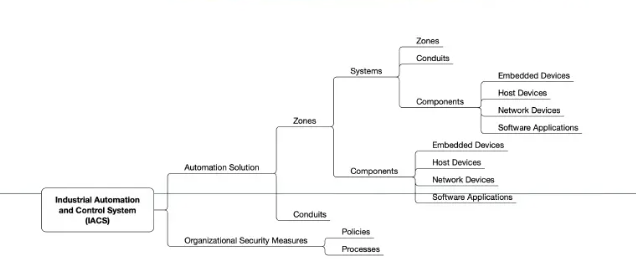 Zones
Conduits
Systems
Embedded Devices
Host Devices
Components
Network Devices
Software Applications
Zones
Embedded Devices
Host Devices
Components
Network Devices
Software Applications
Automation Solution
Industrial Automation
and Control System
(IACS)
Conduits
Organizational Security Measures
Policies
Processes